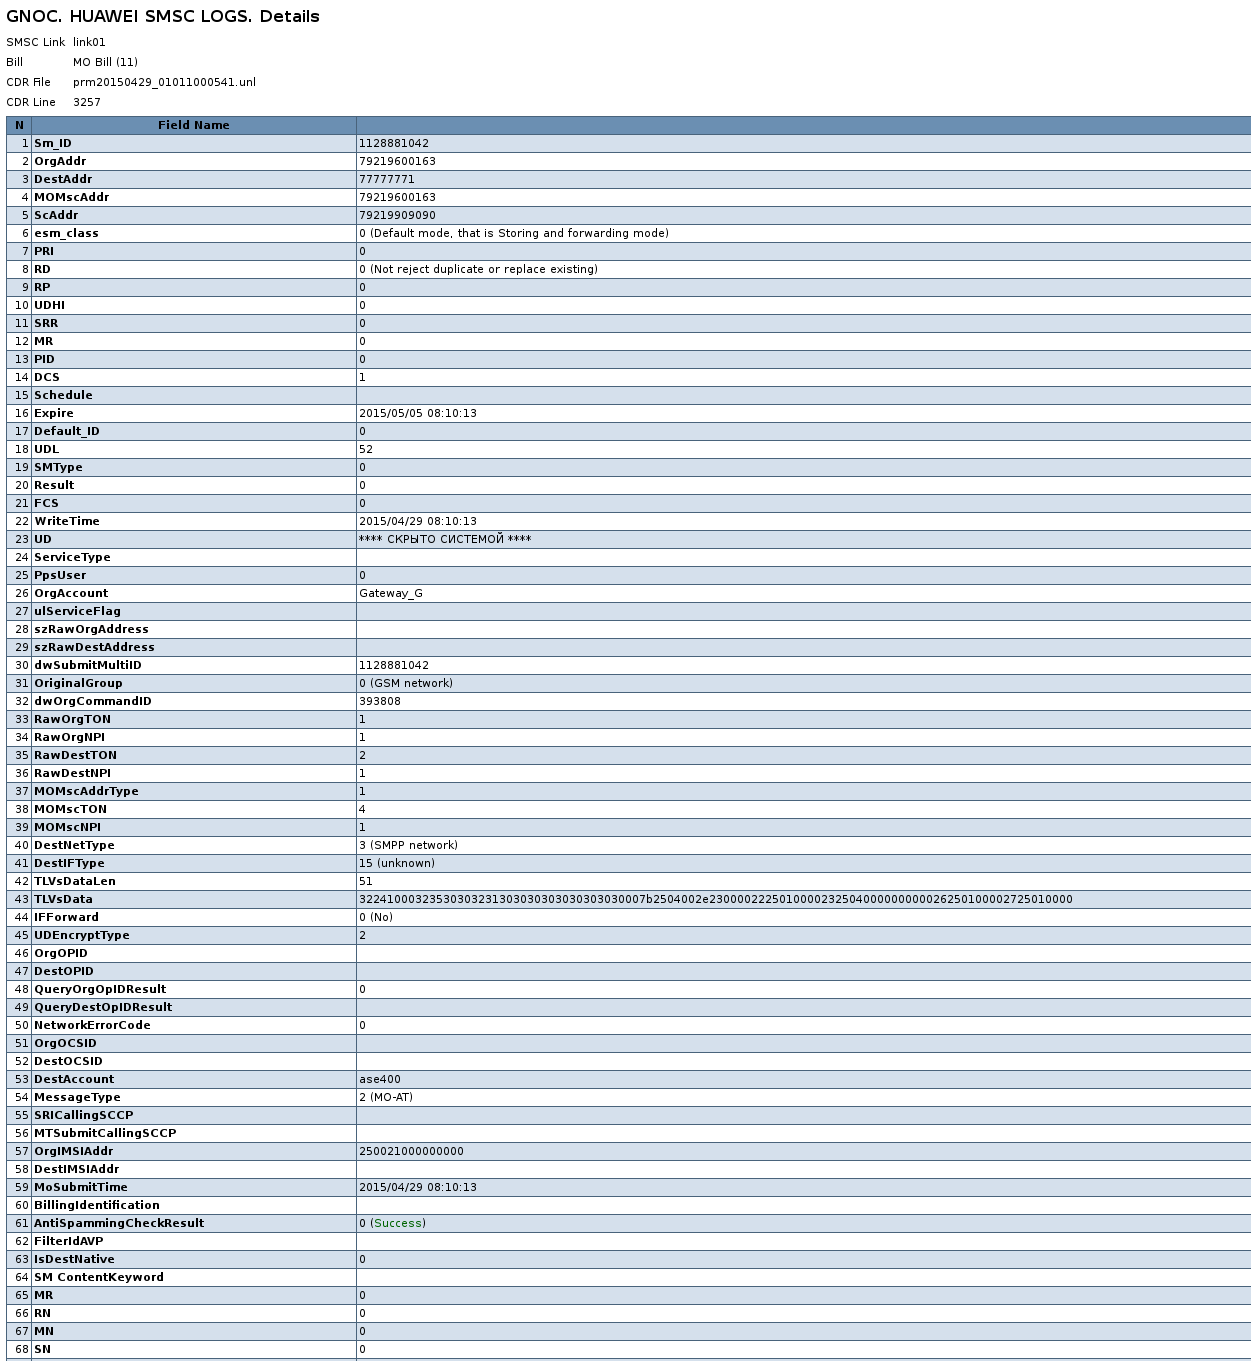 GNOC. HUAWEI SMSC LOGS. Details
SMSC Link link01
Bill MO Bill (11)
CDR File prm20150429_01011000541.unl
CDR Line 3257
N Field Name
1 Sm_ID 1128881042
2 OrgAddr 79219600163
3 DestAddr 77777771
4 MOMscAddr 79219600163
5 ScAddr 79219909090
6 esm_class 0 (Default mode, that is Storing and forwarding mode)
7 PRI 0
8 RD 0 (Not reject duplicate or replace existing)
9 RP 0
10 UDHI 0
11 SRR 0
12 MR 0
13 PID 0
14 DCS 1
15 Schedule
16 Expire 2015/05/05 08:10:13
17 Default_ID 0
18 UDL 52
19 SMType 0
20 Result 0
21 FCS 0
22 WriteTime 2015/04/29 08:10:13
23 UD **** СКРЫТО СИСТЕМОЙ ****
24 ServiceType
25 PpsUser 0
26 OrgAccount Gateway_G
27 ulServiceFlag
28 szRawOrgAddress
29 szRawDestAddress
30 dwSubmitMultiID 1128881042
31 OriginalGroup 0 (GSM network)
32 dwOrgCommandID 393808
33 RawOrgTON 1
34 RawOrgNPI 1
35 RawDestTON 2
36 RawDestNPI 1
37 MOMscAddrType 1
38 MOMscTON 4
39 MOMscNPI 1
40 DestNetType 3 (SMPP network)
41 DestIFType 15 (unknown)
42 TLVsDataLen 51
43 TLVsData 32241000323530303231303030303030303030007b2504002e2300002225010000232504000000000026250100002725010000
44 IFForward 0 (No)
45 UDEncryptType 2
46 OrgOPID
47 DestOPID
48 QueryOrgOpIDResult 0
49 QueryDestOpIDResult
50 NetworkErrorCode 0
51 OrgOCSID
52 DestOCSID
53 DestAccount ase400
54 MessageType 2 (MO-AT)
55 SRICallingSCCP
56 MTSubmitCallingSCCP
57 OrgIMSIAddr 250021000000000
58 DestIMSIAddr
59 MoSubmitTime 2015/04/29 08:10:13
60 BillingIdentification
61 AntiSpammingCheckResult 0 (Success)
62 FilterIdAVP
63 IsDestNative 0
64 SM ContentKeyword
65 MR 0
66 RN 0
67 MN 0
68 SN 0